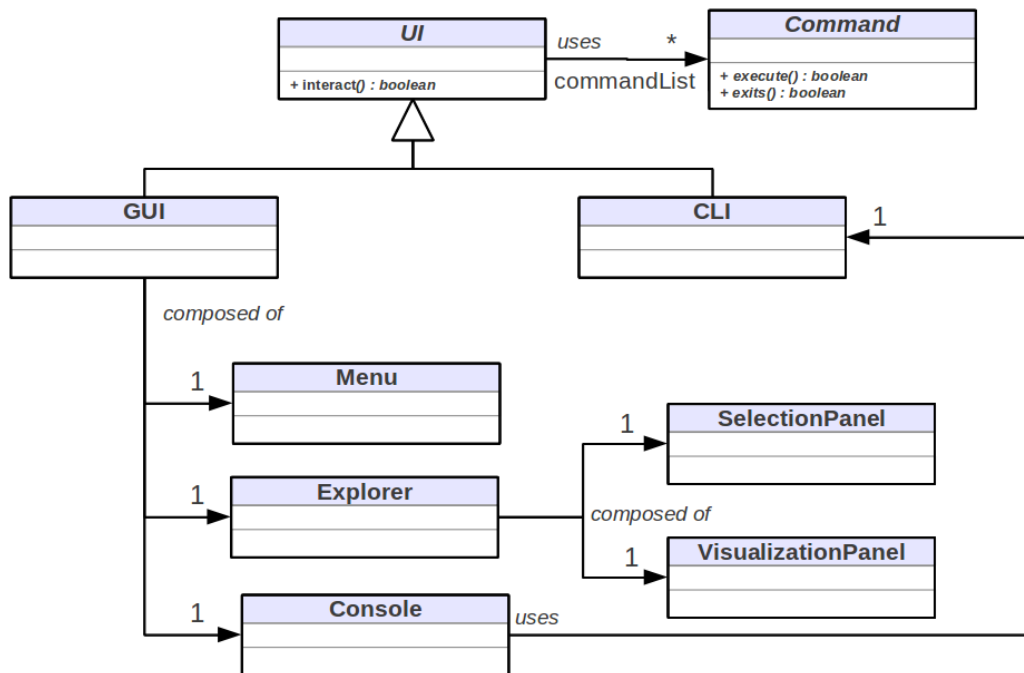 UI
+ interact() : boolean
uses
*
commandList
Command
+ execute() : boolean
+ exits() : boolean
GUI
CLI
1
composed of
1
Menu
1
Explorer
1
SelectionPanel
composed of
1
VisualizationPanel
1
Console
uses